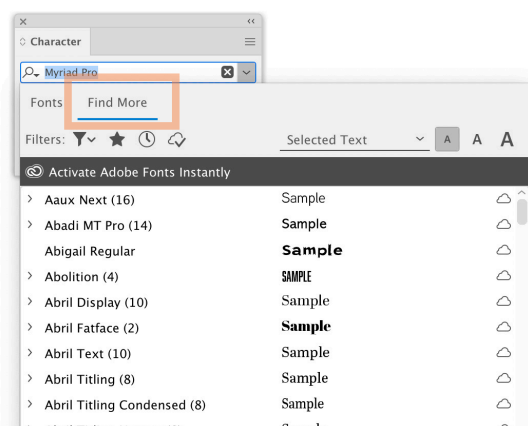 Character
Myriad Pro
Fonts Find More
Filters: Selected Text A A A
Activate Adobe Fonts Instantly
Aaux Next (16) Sample
Abadi MT Pro (14) Sample
Abigail Regular Sample
Abolition (4) SAMPLE
Abril Display (10) Sample
Abril Fatface (2) Sample
Abril Text (10) Sample
Abril Titling (8) Sample
Abril Titling Condensed (8) Sample